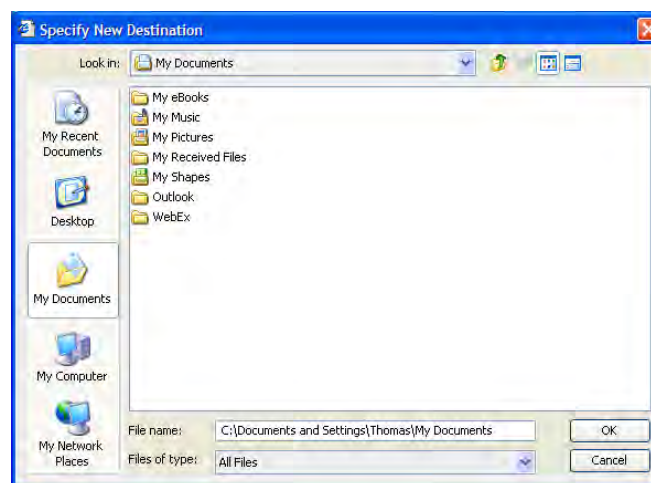 Specify New Destination
Look in: My Documents
My eBooks
My Music
My Pictures
My Received Files
My Shapes
Outlook
WebEx
My Recent
Documents
Desktop
My Documents
My Computer
My Network
Places
File name: C:\Documents and Settings\Thomas\My Documents OK
Files of type: All Files Cancel